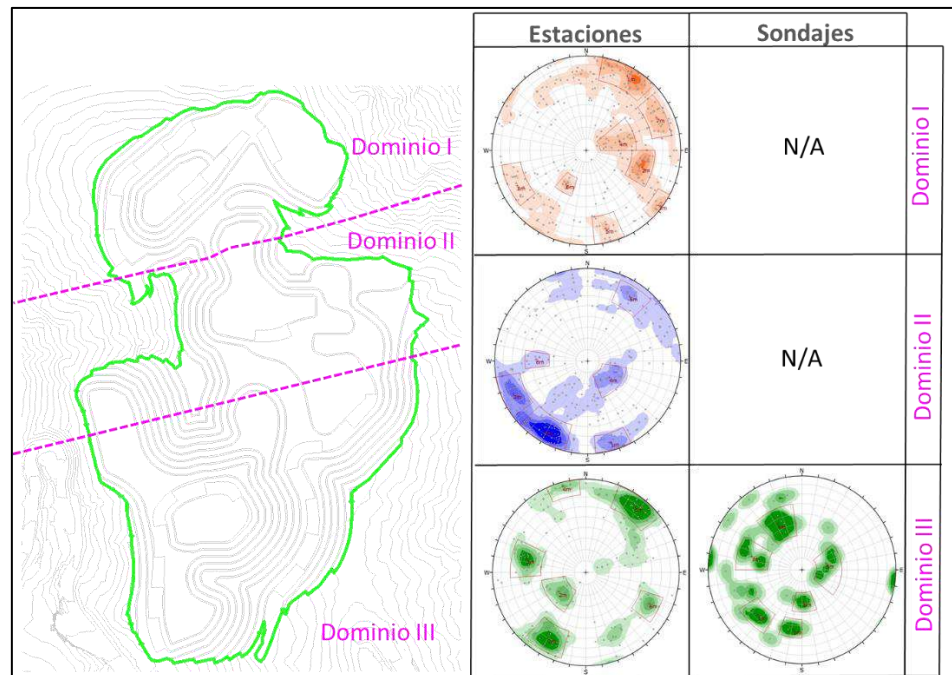 Estaciones
Sondajes
Dominio I
Dominio II
Dominio III
N
W
E
S
N/A
Dominio I
N
W
E
S
N/A
Dominio II
N
W
E
S
N
W
E
S
Dominio III